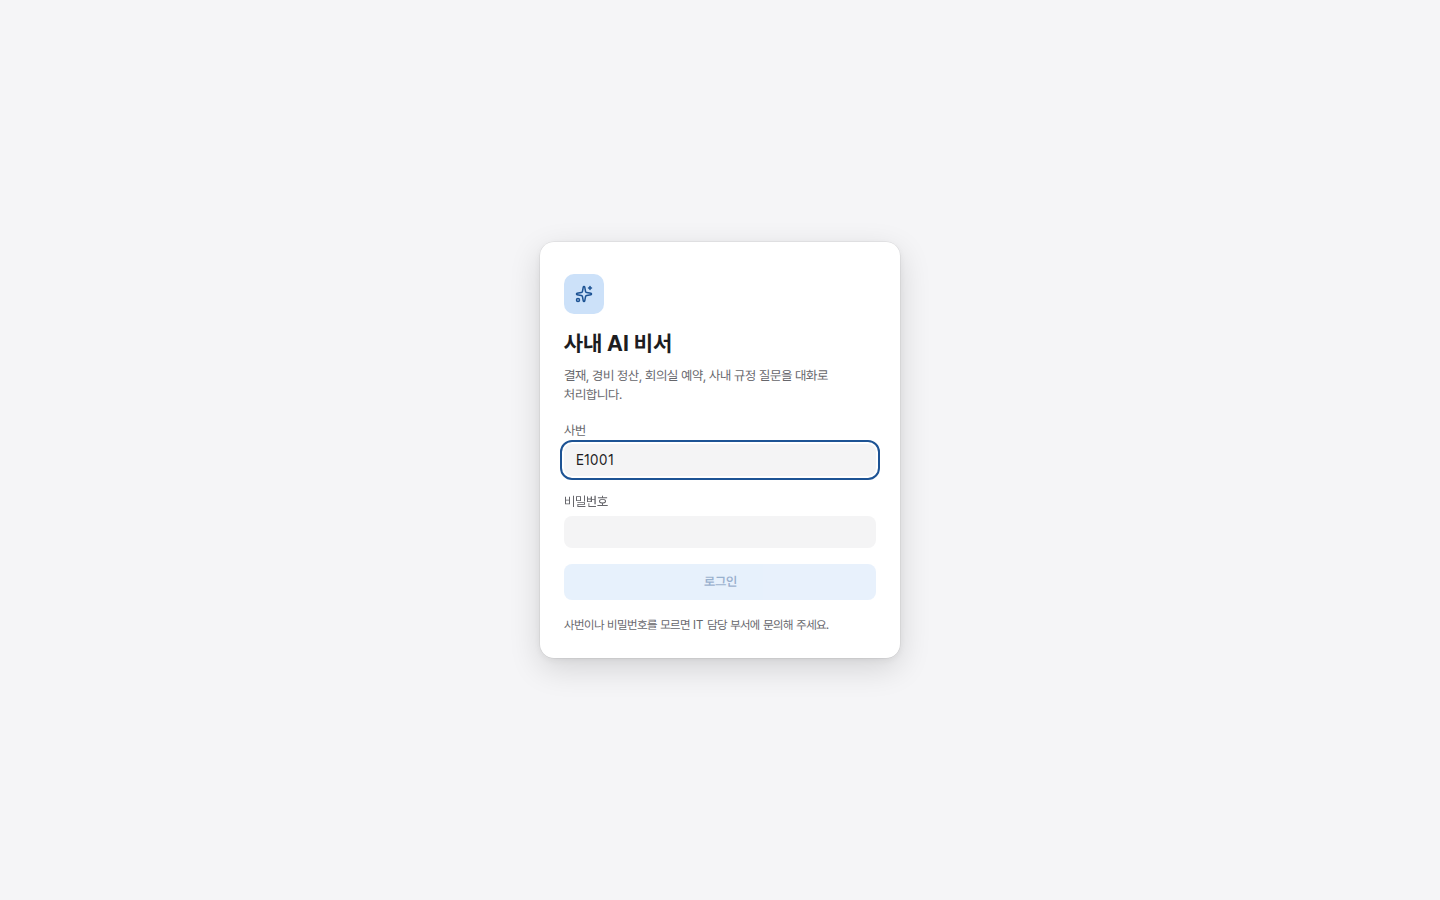 사내 AI 비서
결재, 경비 정산, 회의실 예약, 사내 규정 질문을 대화로
처리합니다.
사번
E1001
비밀번호
로그인
사번이나 비밀번호를 모르면 IT 담당 부서에 문의해 주세요.